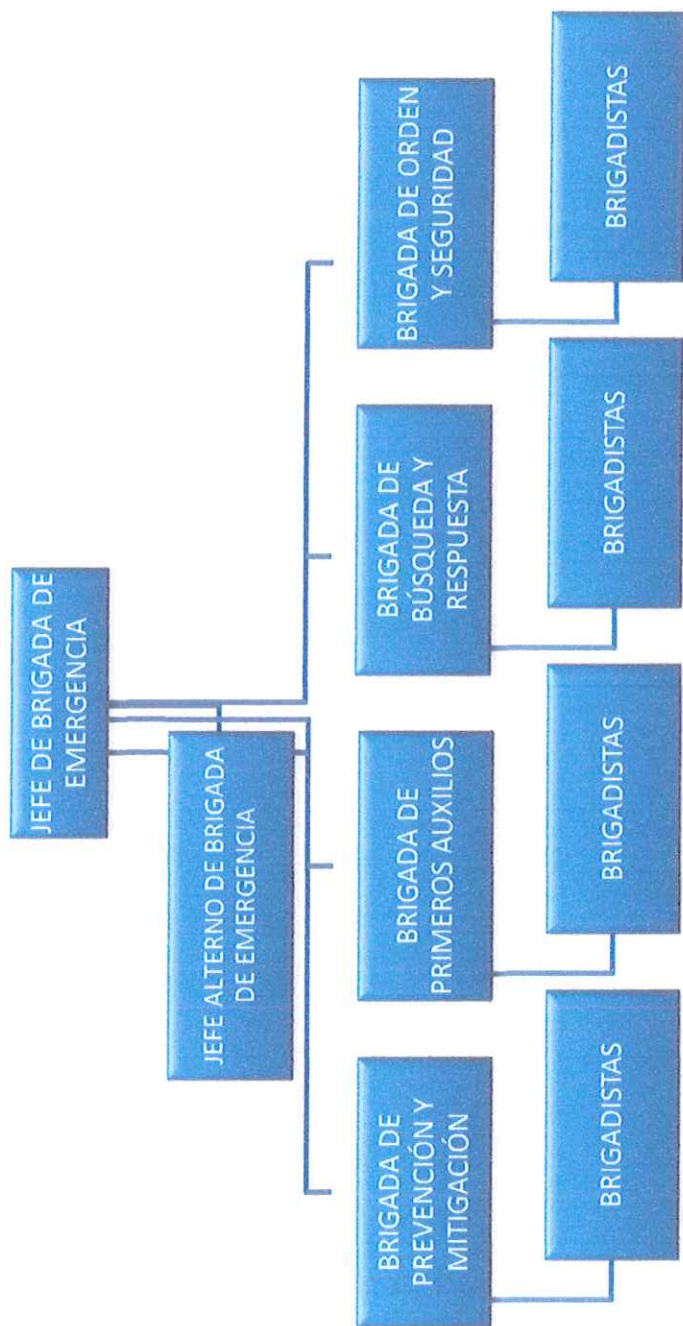 JEFE DE BRIGADA DE
EMERGENCIA
JEFE ALTERNO DE BRIGADA
DE EMERGENCIA
BRIGADA DE
PREVENCIÓN Y
MITIGACIÓN
BRIGADA DE
PRIMEROS AUXILIOS
BRIGADA DE
BÚSQUEDA Y
RESPUESTA
BRIGADA DE ORDEN
Y SEGURIDAD
BRIGADISTAS
BRIGADISTAS
BRIGADISTAS
BRIGADISTAS